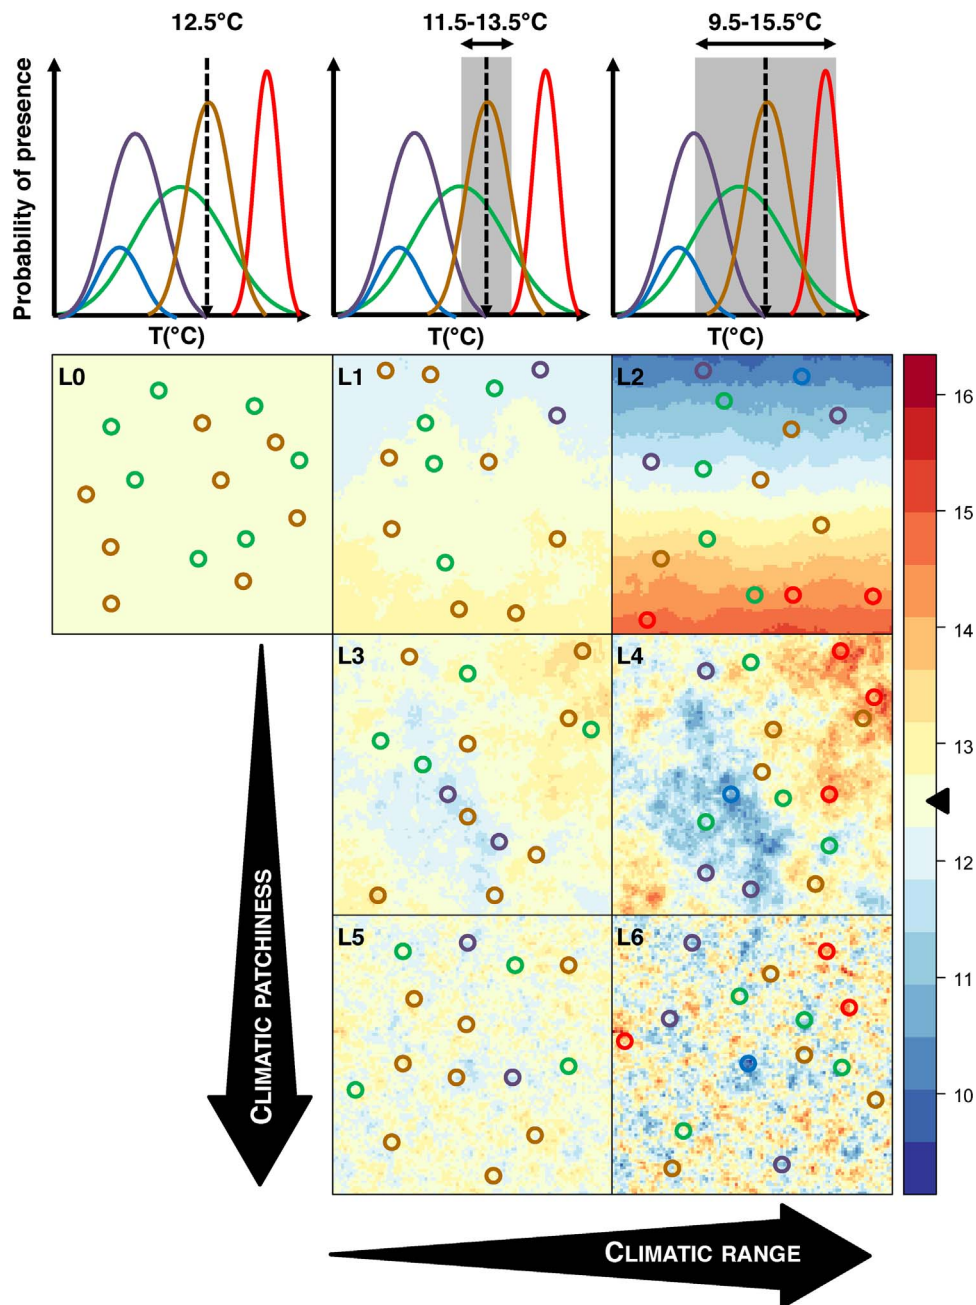 12.5°C
11.5-13.5°C
9.5-15.5°C
Probability of presence
T(°C)
T(°C)
T(°C)
L0
L1
L2
16
15
14
13
12
11
10
L3
L4
L5
L6
CLIMATIC PATCHINESS
CLIMATIC RANGE